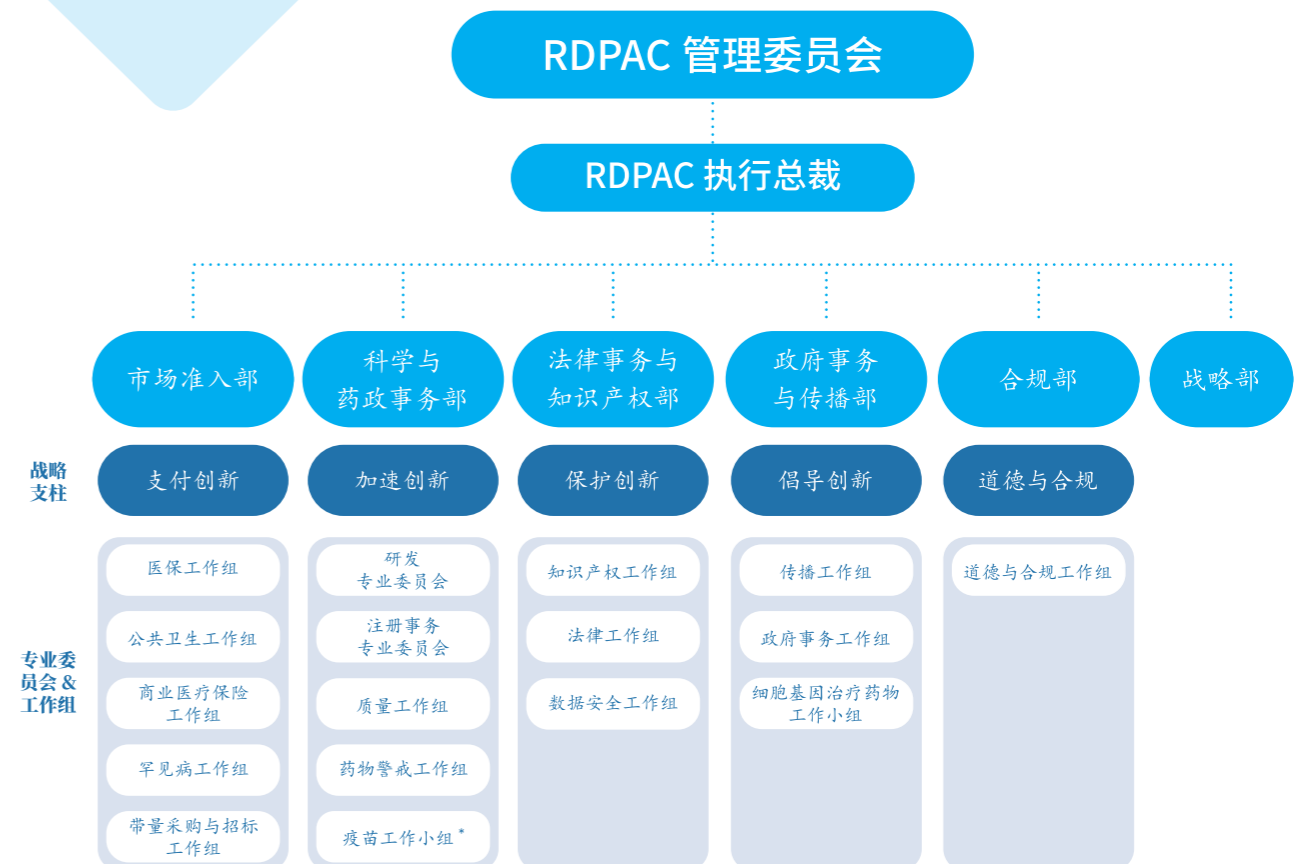 RDPAC 管理委员会
RDPAC 执行总裁
市场准入部
科学与
药政事务部
法律事务与
知识产权部
政府事务
与传播部
合规部
战略部
战略
支柱
支付创新
加速创新
保护创新
倡导创新
道德与合规
专业委
员会 &
工作组
医保工作组
公共卫生工作组
商业医疗保险
工作组
罕见病工作组
带量采购与招标
工作组
研发
专业委员会
注册事务
专业委员会
质量工作组
药物警戒工作组
疫苗工作小组*
知识产权工作组
法律工作组
数据安全工作组
传播工作组
政府事务工作组
细胞基因治疗药物
工作小组
道德与合规工作组